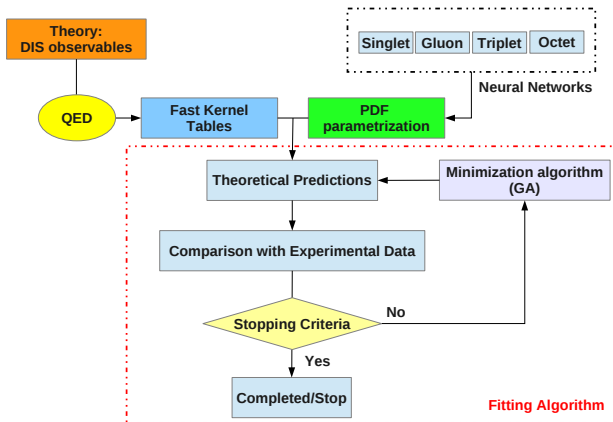 Theory:
DIS observables
Singlet
Gluon
Triplet
Octet
Neural Networks
QED
Fast Kernel
Tables
PDF
parametrization
Theoretical Predictions
Minimization algorithm
(GA)
Comparison with Experimental Data
Stopping Criteria
No
Yes
Completed/Stop
Fitting Algorithm